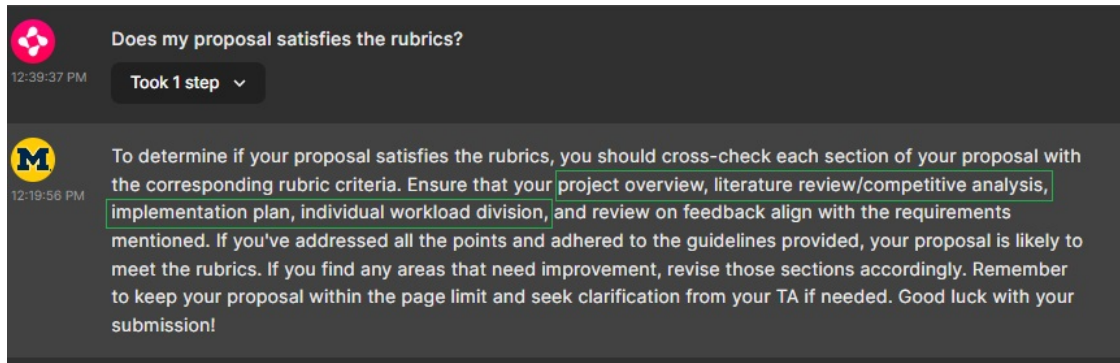 Does my proposal satisfies the rubrics?
12:39:37 PM
Took 1 step
M
12:19:56 PM
To determine if your proposal satisfies the rubrics, you should cross-check each section of your proposal with
the corresponding rubric criteria. Ensure that your project overview, literature review/competitive analysis,
implementation plan, individual workload division, and review on feedback align with the requirements
mentioned. If you've addressed all the points and adhered to the guidelines provided, your proposal is likely to
meet the rubrics. If you find any areas that need improvement, revise those sections accordingly. Remember
to keep your proposal within the page limit and seek clarification from your TA if needed. Good luck with your
submission!